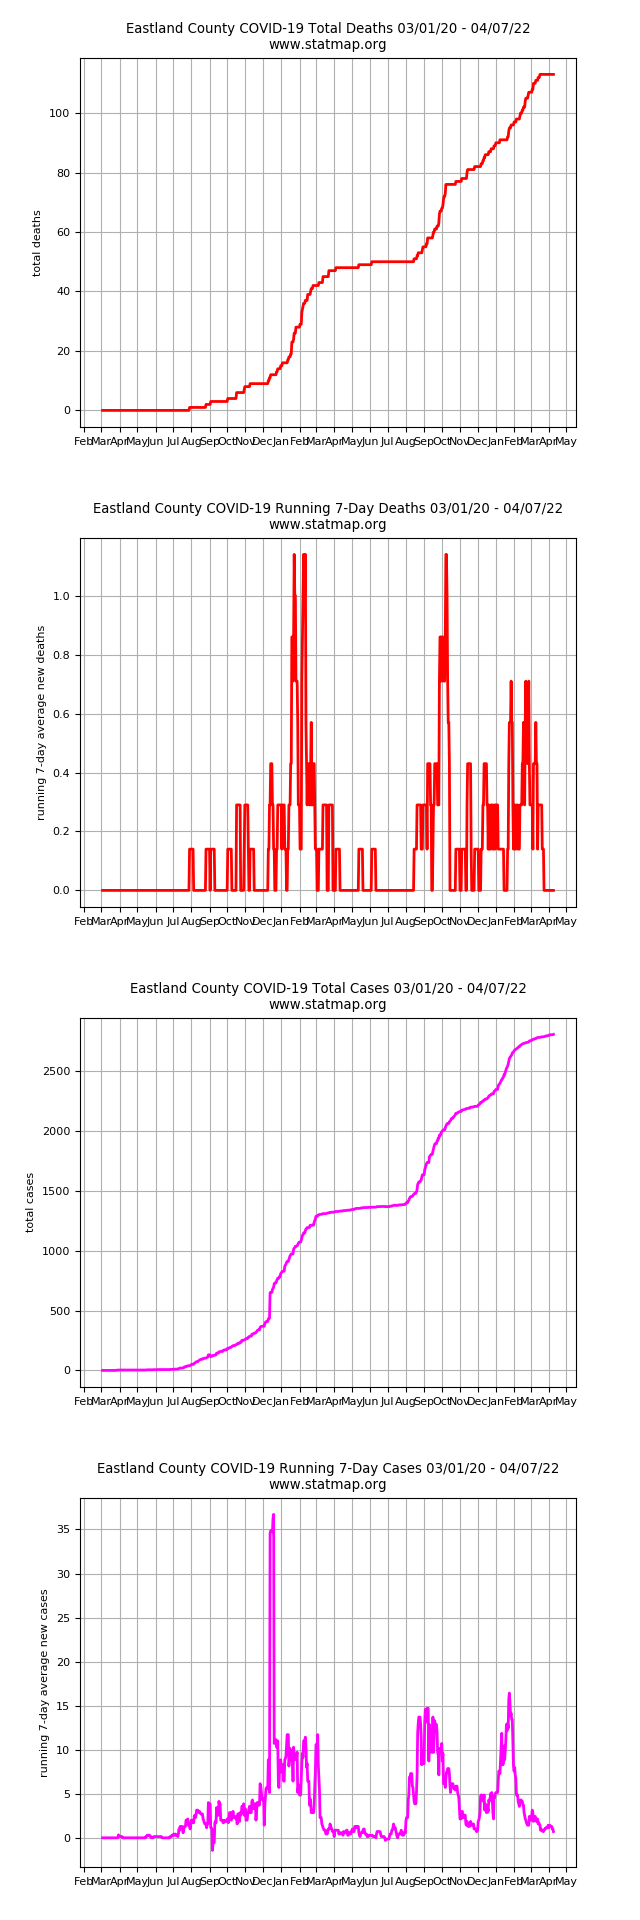 Eastland County COVID-19 Total Deaths 03/01/20 - 04/07/22
www.statmap.org
total deaths
100
80
60
40
20
0
Feb Mar Apr May Jun Jul Aug Sep Oct Nov Dec Jan Feb Mar Apr May Jun Jul Aug Sep Oct Nov Dec Jan Feb Mar Apr May
Eastland County COVID-19 Running 7-Day Deaths 03/01/20 - 04/07/22
www.statmap.org
running 7-day average new deaths
1.0
0.8
0.6
0.4
0.2
0.0
Feb Mar Apr May Jun Jul Aug Sep Oct Nov Dec Jan Feb Mar Apr May Jun Jul Aug Sep Oct Nov Dec Jan Feb Mar Apr May
Eastland County COVID-19 Total Cases 03/01/20 - 04/07/22
www.statmap.org
total cases
2500
2000
1500
1000
500
0
Feb Mar Apr May Jun Jul Aug Sep Oct Nov Dec Jan Feb Mar Apr May Jun Jul Aug Sep Oct Nov Dec Jan Feb Mar Apr May
Eastland County COVID-19 Running 7-Day Cases 03/01/20 - 04/07/22
www.statmap.org
running 7-day average new cases
35
30
25
20
15
10
5
0
Feb Mar Apr May Jun Jul Aug Sep Oct Nov Dec Jan Feb Mar Apr May Jun Jul Aug Sep Oct Nov Dec Jan Feb Mar Apr May